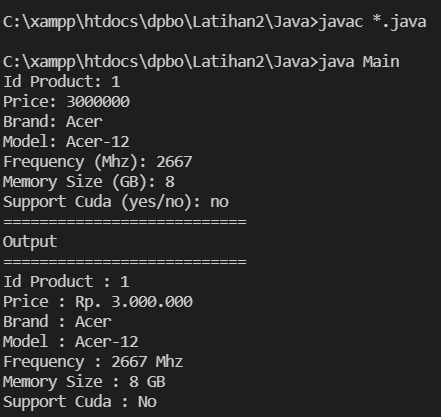 C:\xampp\htdocs\dpbo\Latihan2\Java>javac *.java
C:\xampp\htdocs\dpbo\Latihan2\Java>java Main
Id Product: 1
Price: 3000000
Brand: Acer
Model: Acer-12
Frequency (Mhz): 2667
Memory Size (GB): 8
Support Cuda (yes/no): no
===========================
Output
===========================
Id Product : 1
Price : Rp. 3.000.000
Brand : Acer
Model : Acer-12
Frequency : 2667 Mhz
Memory Size : 8 GB
Support Cuda : No